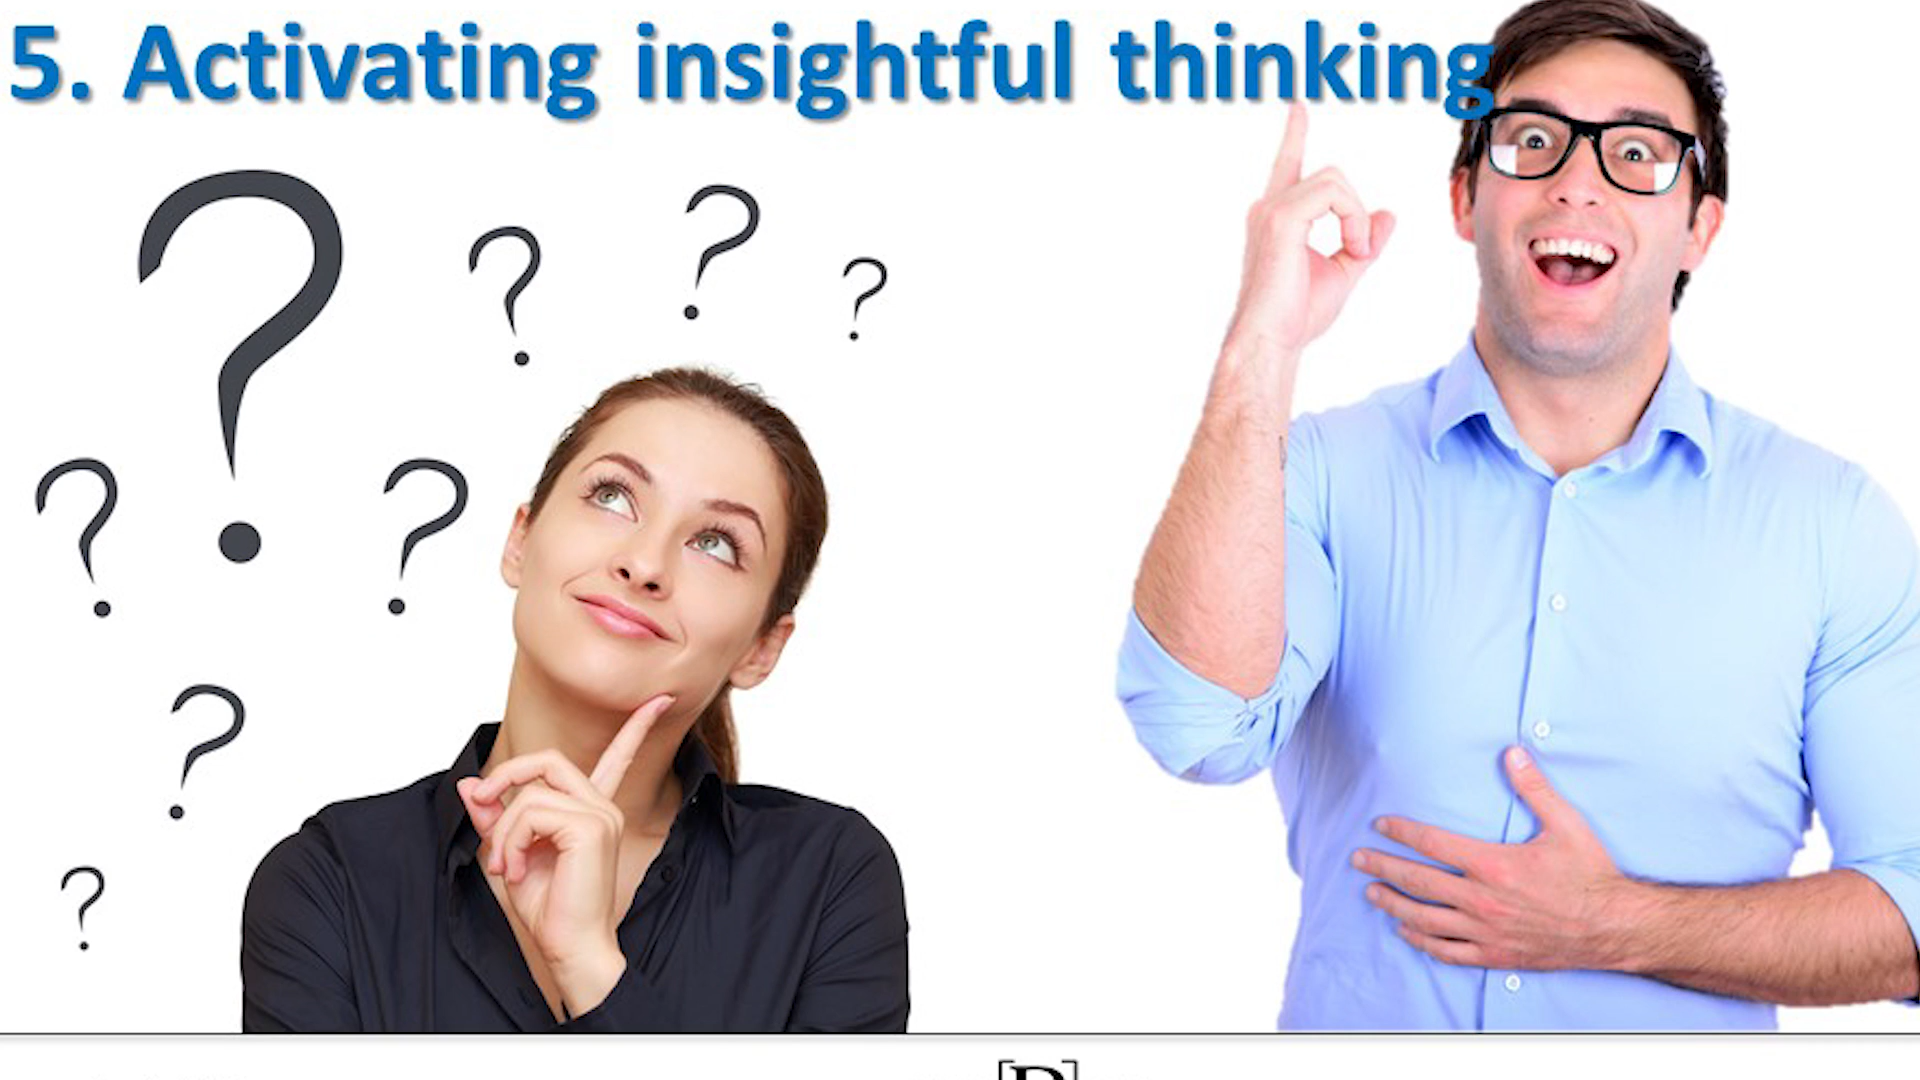 5. Activating insightful thinking
? ? ? ?
? ?
?
?